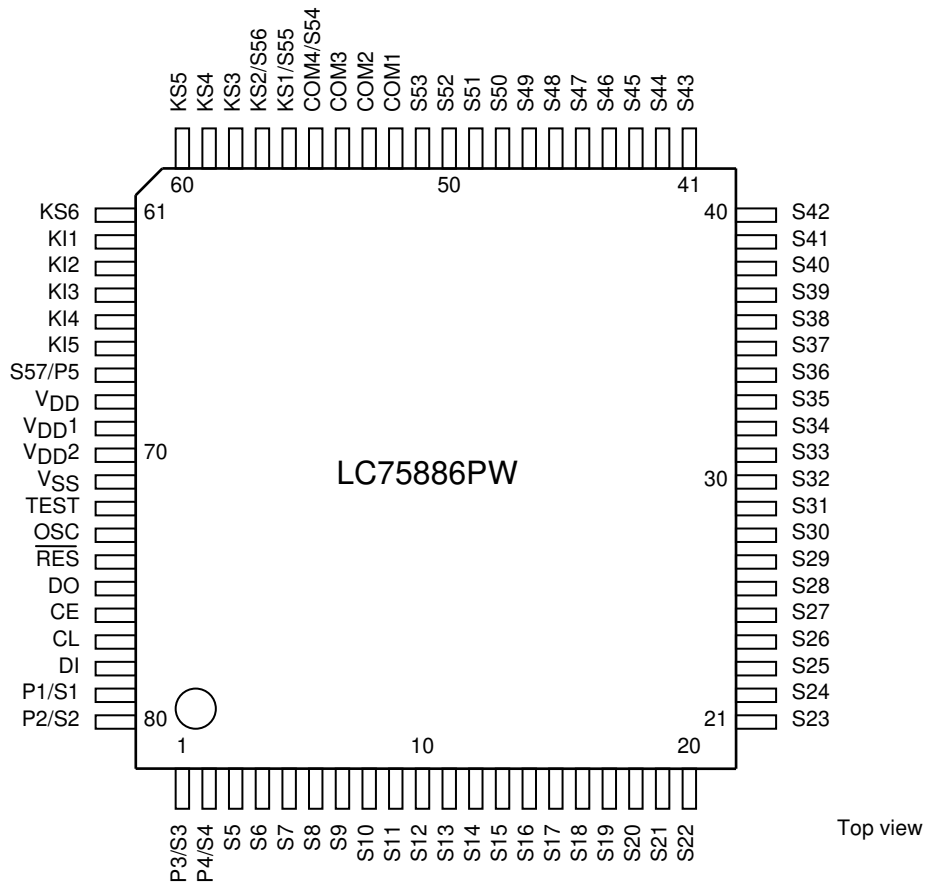 KS5
KS4
KS3
KS2/S56
KS1/S55
COM4/S54
COM3
COM2
COM1
S53
S52
S51
S50
S49
S48
S47
S46
S45
S44
S43
60
50
41
KS6
61
40
S42
KI1
S41
KI2
S40
KI3
S39
KI4
S38
KI5
S37
S57/P5
S36
VDD
S35
VDD1
S34
VDD2
70
S33
LC75886PW
VSS
30
S32
TEST
S31
OSC
S30
RES
S29
DO
S28
CE
S27
CL
S26
DI
S25
P1/S1
S24
P2/S2
80
21
S23
1
10
20
P3/S3
P4/S4
S5
S6
S7
S8
S9
S10
S11
S12
S13
S14
S15
S16
S17
S18
S19
S20
S21
S22
Top view